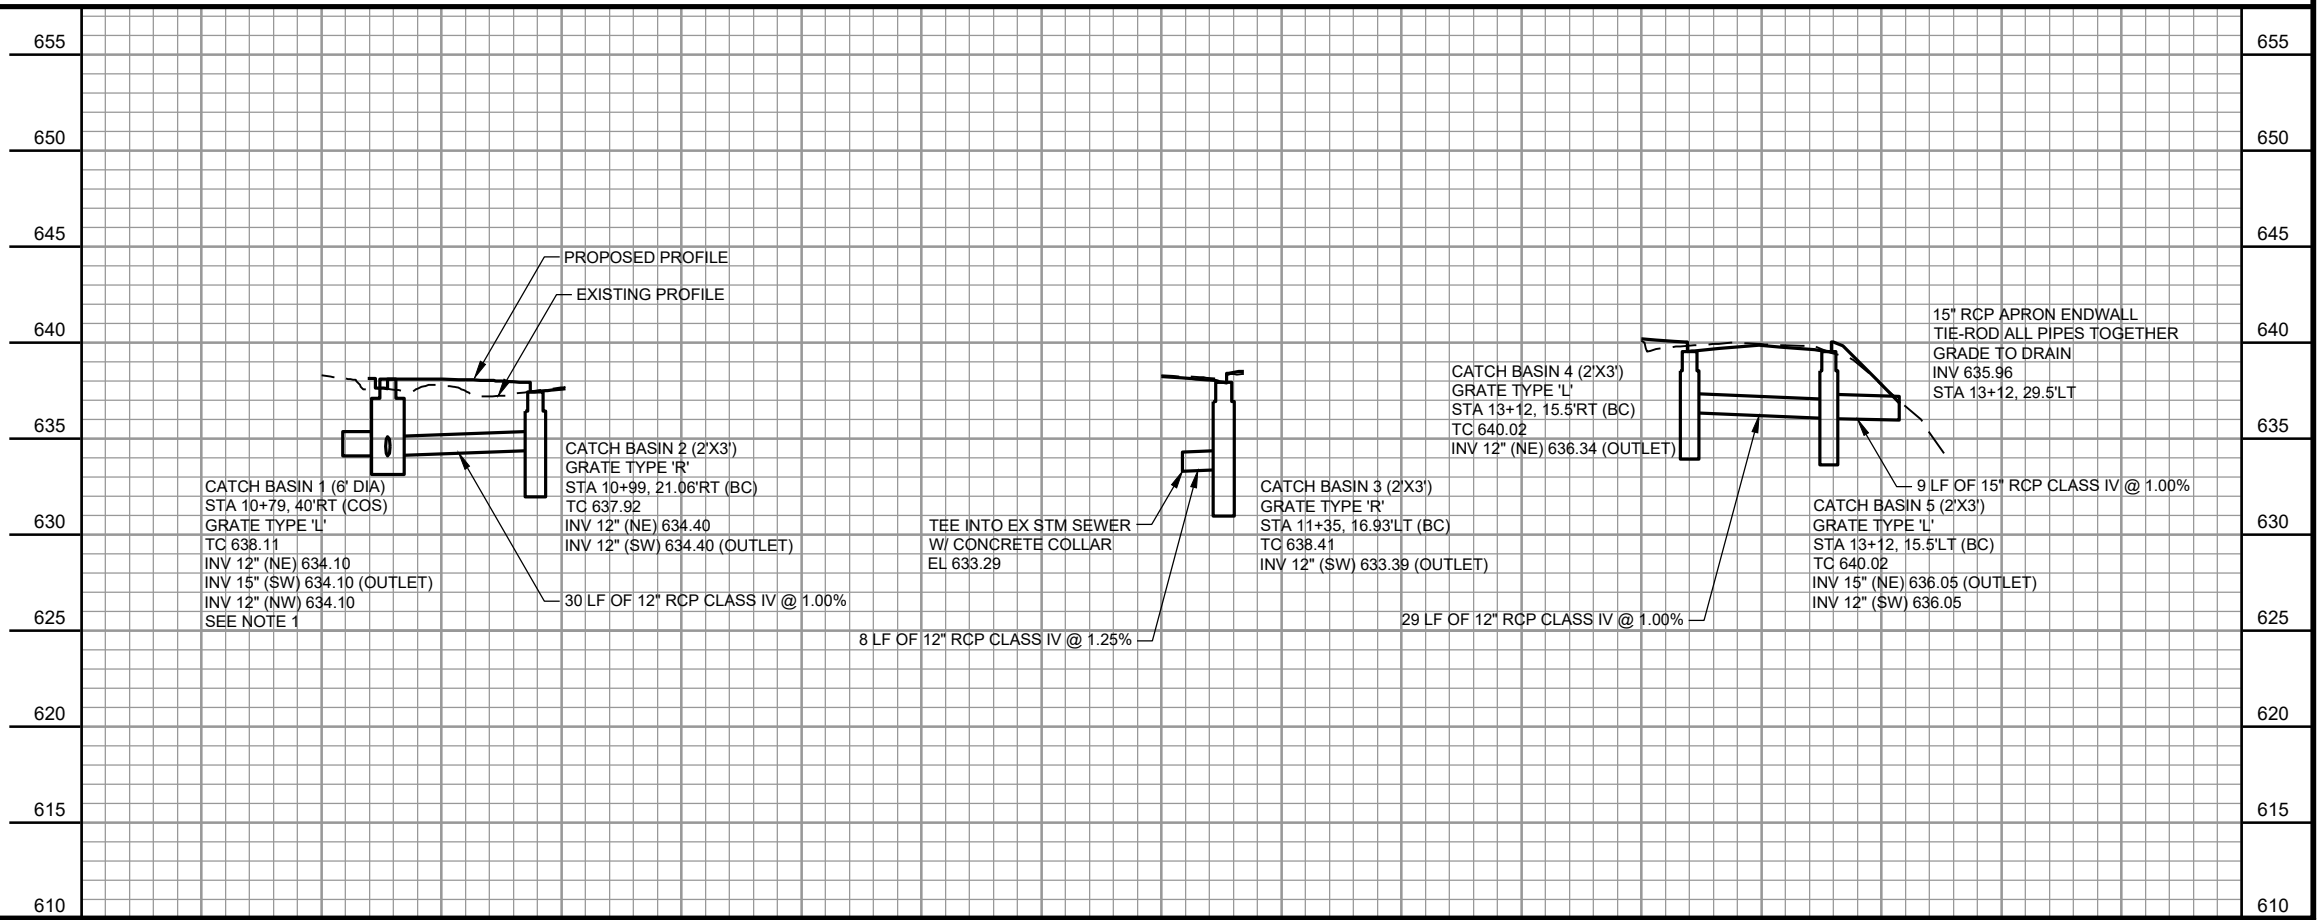 655
650
645
640
635
630
625
620
615
610
PROPOSED PROFILE
EXISTING PROFILE
CATCH BASIN 1 (6' DIA)
STA 10+79, 40'RT (COS)
GRATE TYPE 'L'
TC 638.11
INV 12" (NE) 634.10
INV 15" (SW) 634.10 (OUTLET)
INV 12" (NW) 634.10
SEE NOTE 1
CATCH BASIN 2 (2'X3')
GRATE TYPE 'R'
STA 10+99, 21.06'RT (BC)
TC 637.92
INV 12" (NE) 634.40
INV 12" (SW) 634.40 (OUTLET)
30 LF OF 12" RCP CLASS IV @ 1.00%
TEE INTO EX STM SEWER
W/ CONCRETE COLLAR
EL 633.29
8 LF OF 12" RCP CLASS IV @ 1.25%
CATCH BASIN 3 (2'X3')
GRATE TYPE 'R'
STA 11+35, 16.93'LT (BC)
TC 638.41
INV 12" (SW) 633.39 (OUTLET)
CATCH BASIN 4 (2'X3')
GRATE TYPE 'L'
STA 13+12, 15.5'RT (BC)
TC 640.02
INV 12" (NE) 636.34 (OUTLET)
29 LF OF 12" RCP CLASS IV @ 1.00%
15" RCP APRON ENDWALL
TIE-ROD ALL PIPES TOGETHER
GRADE TO DRAIN
INV 635.96
STA 13+12, 29.5'LT
9 LF OF 15" RCP CLASS IV @ 1.00%
CATCH BASIN 5 (2'X3')
GRATE TYPE 'L'
STA 13+12, 15.5'LT (BC)
TC 640.02
INV 15" (NE) 636.05 (OUTLET)
INV 12" (SW) 636.05
655
650
645
640
635
630
625
620
615
610